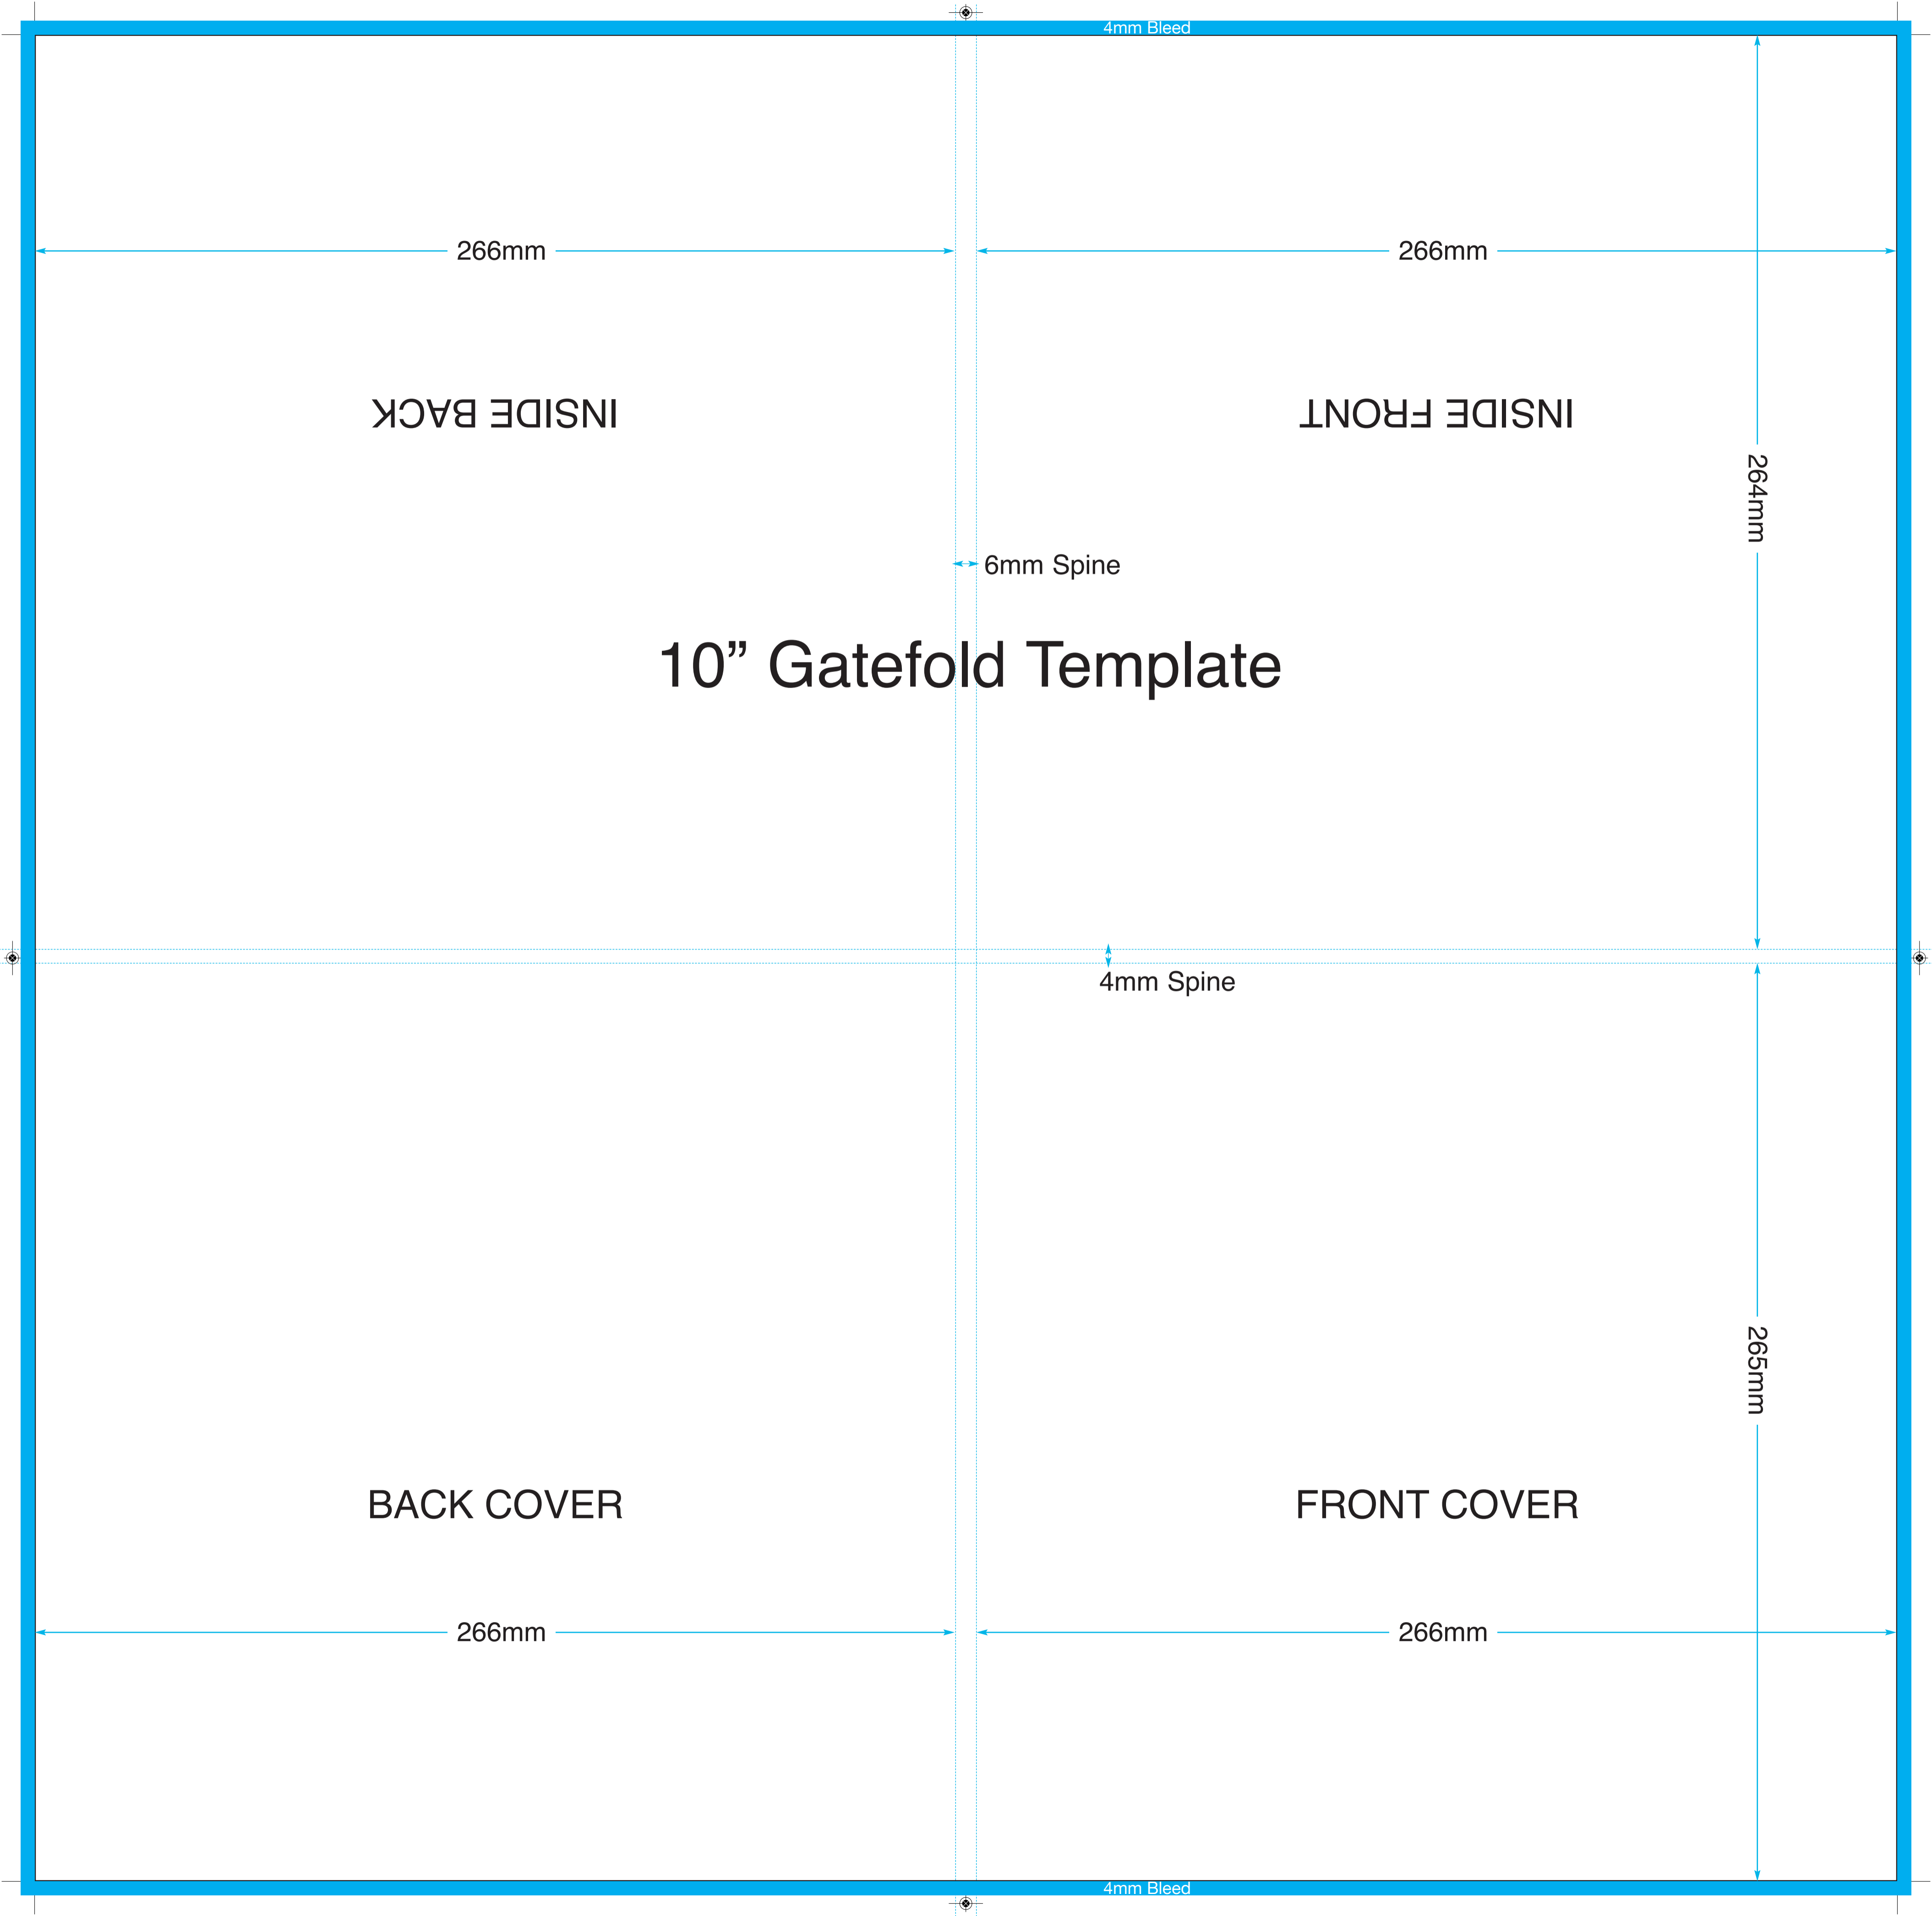 4mm Bleed
266mm
266mm
INSIDE BACK
INSIDE FRONT
264mm
6mm Spine
10” Gatefold Template
4mm Spine
265mm
BACK COVER
FRONT COVER
266mm
266mm
4mm Bleed